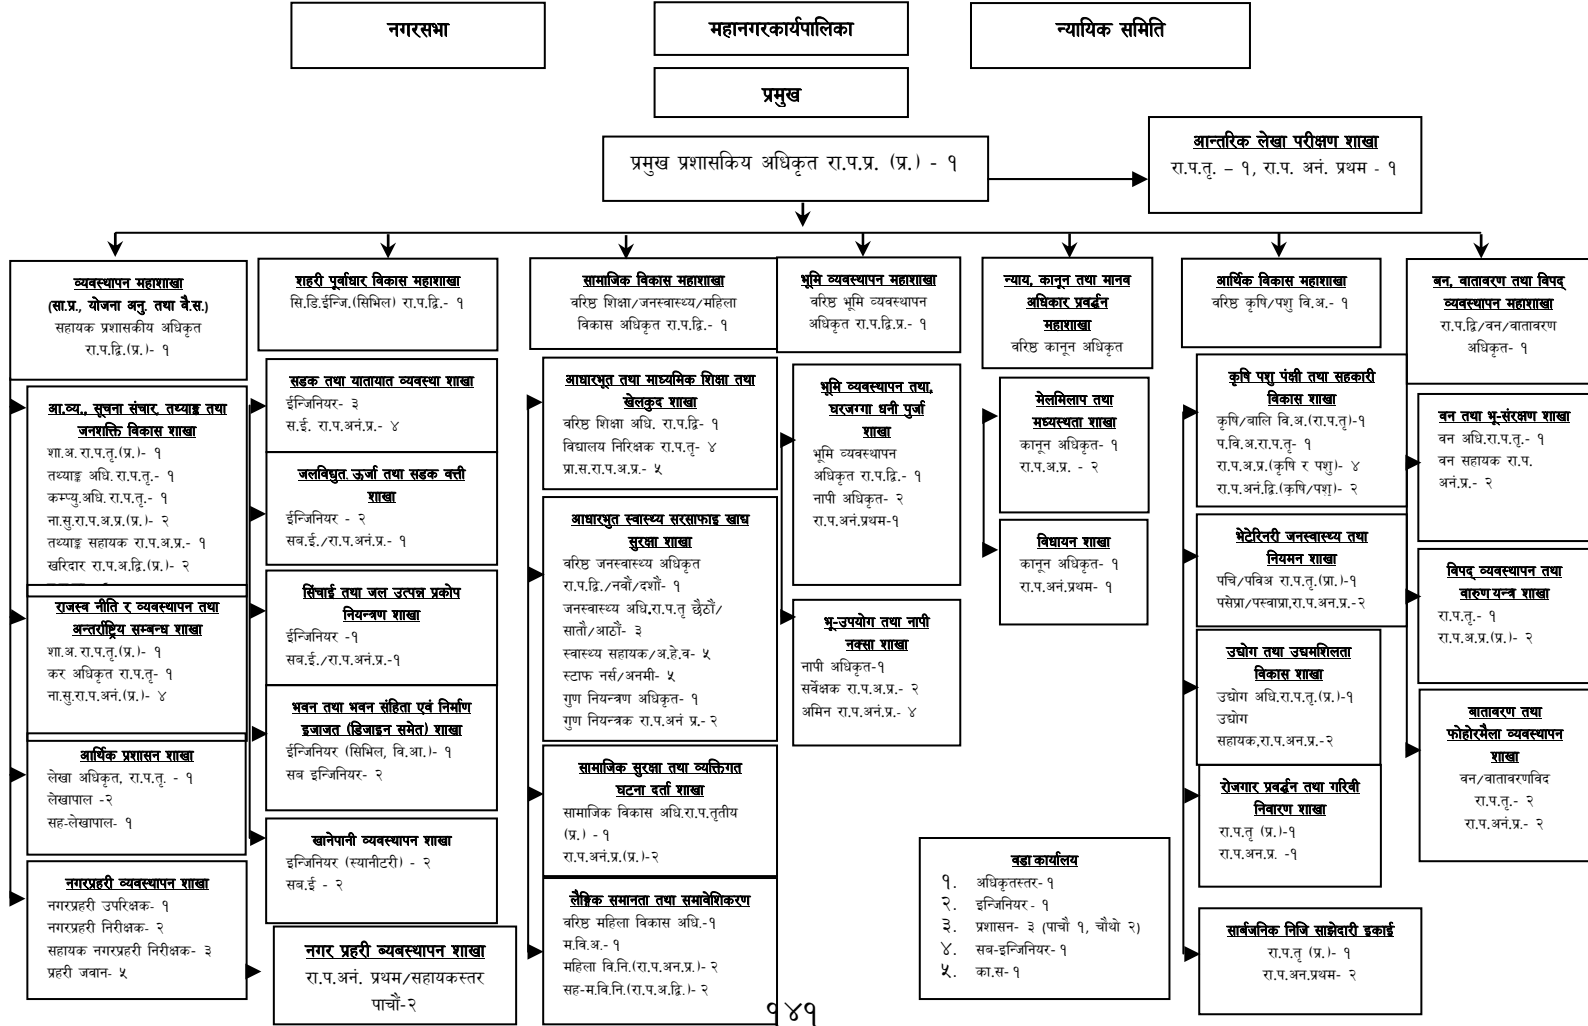 नगरसभा
महानगरकार्यपालिका
न्यायिक समिति
प्रमुख
प्रमुख प्रशासकिय अधिकृत रा.प.प्र. (प्र.) - १
आन्तरिक लेखा परीक्षण शाखा
रा.प.तृ. – १, रा.प. अनं. प्रथम - १
व्यवस्थापन महाशाखा
(सा.प्र., योजना अनु. तथा वै.स.)
सहायक प्रशासकीय अधिकृत
रा.प.द्वि.(प्र.)- १
आ.व्य., सूचना संचार, तथ्याङ्क तथा
जनशक्ति विकास शाखा
शा.अ. रा.प.तृ.(प्र.)- १
तथ्याङ्क अधि. रा.प.तृ.- १
कम्प्यु.अधि. रा.प.तृ.- १
ना.सु.रा.प.अ.प्र.(प्र.)- २
तथ्याङ्क सहायक रा.प.अ.प्र.- १
खरिदार रा.प.अ.द्वि.(प्र.)- २
राजस्व नीति र व्यवस्थापन तथा
अन्तर्राष्ट्रिय सम्बन्ध शाखा
शा.अ. रा.प.तृ.(प्र.)- १
कर अधिकृत रा.प.तृ- १
ना.सु.रा.प.अनं.(प्र.)- ४
आर्थिक प्रशासन शाखा
लेखा अधिकृत, रा.प.तृ. - १
लेखापाल -२
सह-लेखापाल- १
नगरप्रहरी व्यवस्थापन शाखा
नगरप्रहरी उपरिक्षक- १
नगरप्रहरी निरीक्षक- २
सहायक नगरप्रहरी निरीक्षक- ३
प्रहरी जवान- ५
शहरी पूर्वाधार विकास महाशाखा
सि.डि.ईन्जि.(सिभिल) रा.प.द्वि.- १
सडक तथा यातायात व्यवस्था शाखा
ईन्जिनियर- ३
स.ई. रा.प.अनं.प्र.- ४
जलविधुत, ऊर्जा तथा सडक वत्ती
शाखा
ईन्जिनियर - २
सब.ई./रा.प.अनं.प्र.- १
सिंचाई तथा जल उत्पन्न प्रकोप
नियन्त्रण शाखा
ईन्जिनियर -१
सब.ई./रा.प.अनं.प्र.-१
भवन तथा भवन संहिता एवं निर्माण
इजाजत (डिजाइन समेत) शाखा
ईन्जिनियर (सिभिल, वि.आ.)- १
सब इन्जिनियर- २
खानेपानी व्यवस्थापन शाखा
इन्जिनियर (स्यानीटरी) - २
सब.ई - २
नगर प्रहरी ब्यबस्थापन शाखा
रा.प.अनं. प्रथम/सहायकस्तर
पाचौं-२
सामाजिक विकास महाशाखा
वरिष्ठ शिक्षा/जनस्वास्थ्य/महिला
विकास अधिकृत रा.प.द्वि.- १
आधारभूत तथा माध्यमिक शिक्षा तथा
खेलकुद शाखा
वरिष्ठ शिक्षा अधि. रा.प.द्वि- १
विद्यालय निरिक्षक रा.प.तृ- ४
प्रा.स.रा.प.अ.प्र.- ५
आधारभुत स्वास्थ्य सरसाफाइ खाध
सुरक्षा शाखा
वरिष्ठ जनस्वास्थ्य अधिकृत
रा.प.द्वि./नवौं/दशौं- १
जनस्वास्थ्य अधि.रा.प.तृ छैठौं/
सातौ/आठौं- ३
स्वास्थ्य सहायक/अ.हे.व- ५
स्टाफ नर्स/अनमी- ५
गुण नियन्त्रण अधिकृत- १
गुण नियन्त्रक रा.प.अनं प्र.- २
सामाजिक सुरक्षा तथा व्यक्तिगत
घटना दर्ता शाखा
सामाजिक विकास अधि.रा.प.तृतीय
(प्र.) - १
रा.प.अनं.प्र.(प्र.)-२
लैङ्गिक समानता तथा समावेशिकरण
वरिष्ठ महिला विकास अधि.-१
म.वि.अ.- १
महिला वि.नि.(रा.प.अन.प्र.)- २
सह-म.वि.नि.(रा.प.अ.द्वि.)- २
भूमि व्यवस्थापन महाशाखा
वरिष्ठ भूमि व्यवस्थापन
अधिकृत रा.प.द्वि.प्र.- १
भूमि व्यवस्थापन तथा,
घरजग्गा धनी पुर्जा
शाखा
भूमि व्यवस्थापन
अधिकृत रा.प.द्वि.- १
नापी अधिकृत- २
रा.प.अनं.प्रथम-१
भू-उपयोग तथा नापी
नक्सा शाखा
नापी अधिकृत-१
सर्वेक्षक रा.प.अ.प्र.- २
अमिन रा.प.अनं.प्र.- ४
न्याय, कानून तथा मानव
अधिकार प्रवर्द्धन
महाशाखा
वरिष्ठ कानून अधिकृत
मेलमिलाप तथा
मध्यस्थता शाखा
कानून अधिकृत- १
रा.प.अ.प्र. - २
विधायन शाखा
कानून अधिकृत- १
रा.प.अनं.प्रथम- १
वडा कार्यालय
१. अधिकृतस्तर- १
२. इन्जिनियर - १
३. प्रशासन- ३ (पाचौ १, चौथो २)
४. सब-इन्जिनियर- १
५. का.स- १
आर्थिक विकास महाशाखा
वरिष्ठ कृषि/पशु वि.अ.- १
कृषि पशु पंक्षी तथा सहकारी
विकास शाखा
कृषि/बालि वि.अ.(रा.प.तृ)-१
प.वि.अ.रा.प.तृ- १
रा.प.अ.प्र.(कृषि र पशु)- ४
रा.प.अनं.द्वि.(कृषि/पशु)- २
भेटेरिनरी जनस्वास्थ्य तथा
नियमन शाखा
पचि/पविअ रा.प.तृ.(प्रा.)-१
पसेप्रा/पस्वाप्रा,रा.प.अन.प्र.-२
उद्योग तथा उद्यमशिलता
विकास शाखा
उद्योग अधि.रा.प.तृ.(प्र.)-१
उद्योग
सहायक,रा.प.अन.प्र.-२
रोजगार प्रवर्द्धन तथा गरिवी
निवारण शाखा
रा.प.तृ (प्र.)-१
रा.प.अन.प्र. -१
सार्बजनिक निजि साझेदारी इकाई
रा.प.तृ (प्र.)- १
रा.प.अन.प्रथम- २
बन, वातावरण तथा विपद्
व्यवस्थापन महाशाखा
रा.प.द्वि/वन/वातावरण
अधिकृत- १
वन तथा भू-संरक्षण शाखा
वन अधि.रा.प.तृ.- १
वन सहायक रा.प.
अनं.प्र.- २
विपद् व्यवस्थापन तथा
वारुण यन्त्र शाखा
रा.प.तृ.- १
रा.प.अ.प्र.(प्र.)- २
बातावरण तथा
फोहोरमैला व्यवस्थापन
शाखा
वन/वातावरणविद
रा.प.तृ.- २
रा.प.अनं.प्र.- २
१४१